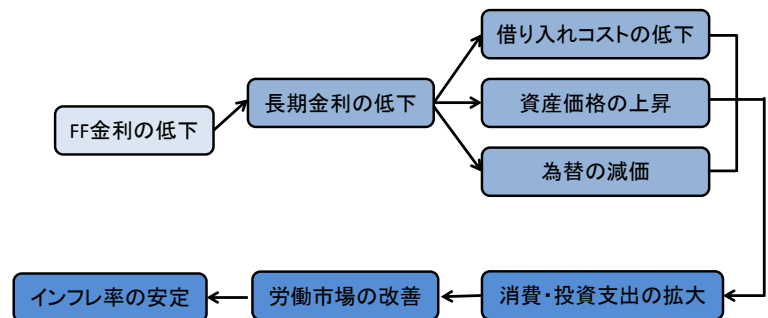 FF金利の低下
長期金利の低下
借り入れコストの低下
資産価格の上昇
為替の減価
消費・投資支出の拡大
労働市場の改善
インフレ率の安定